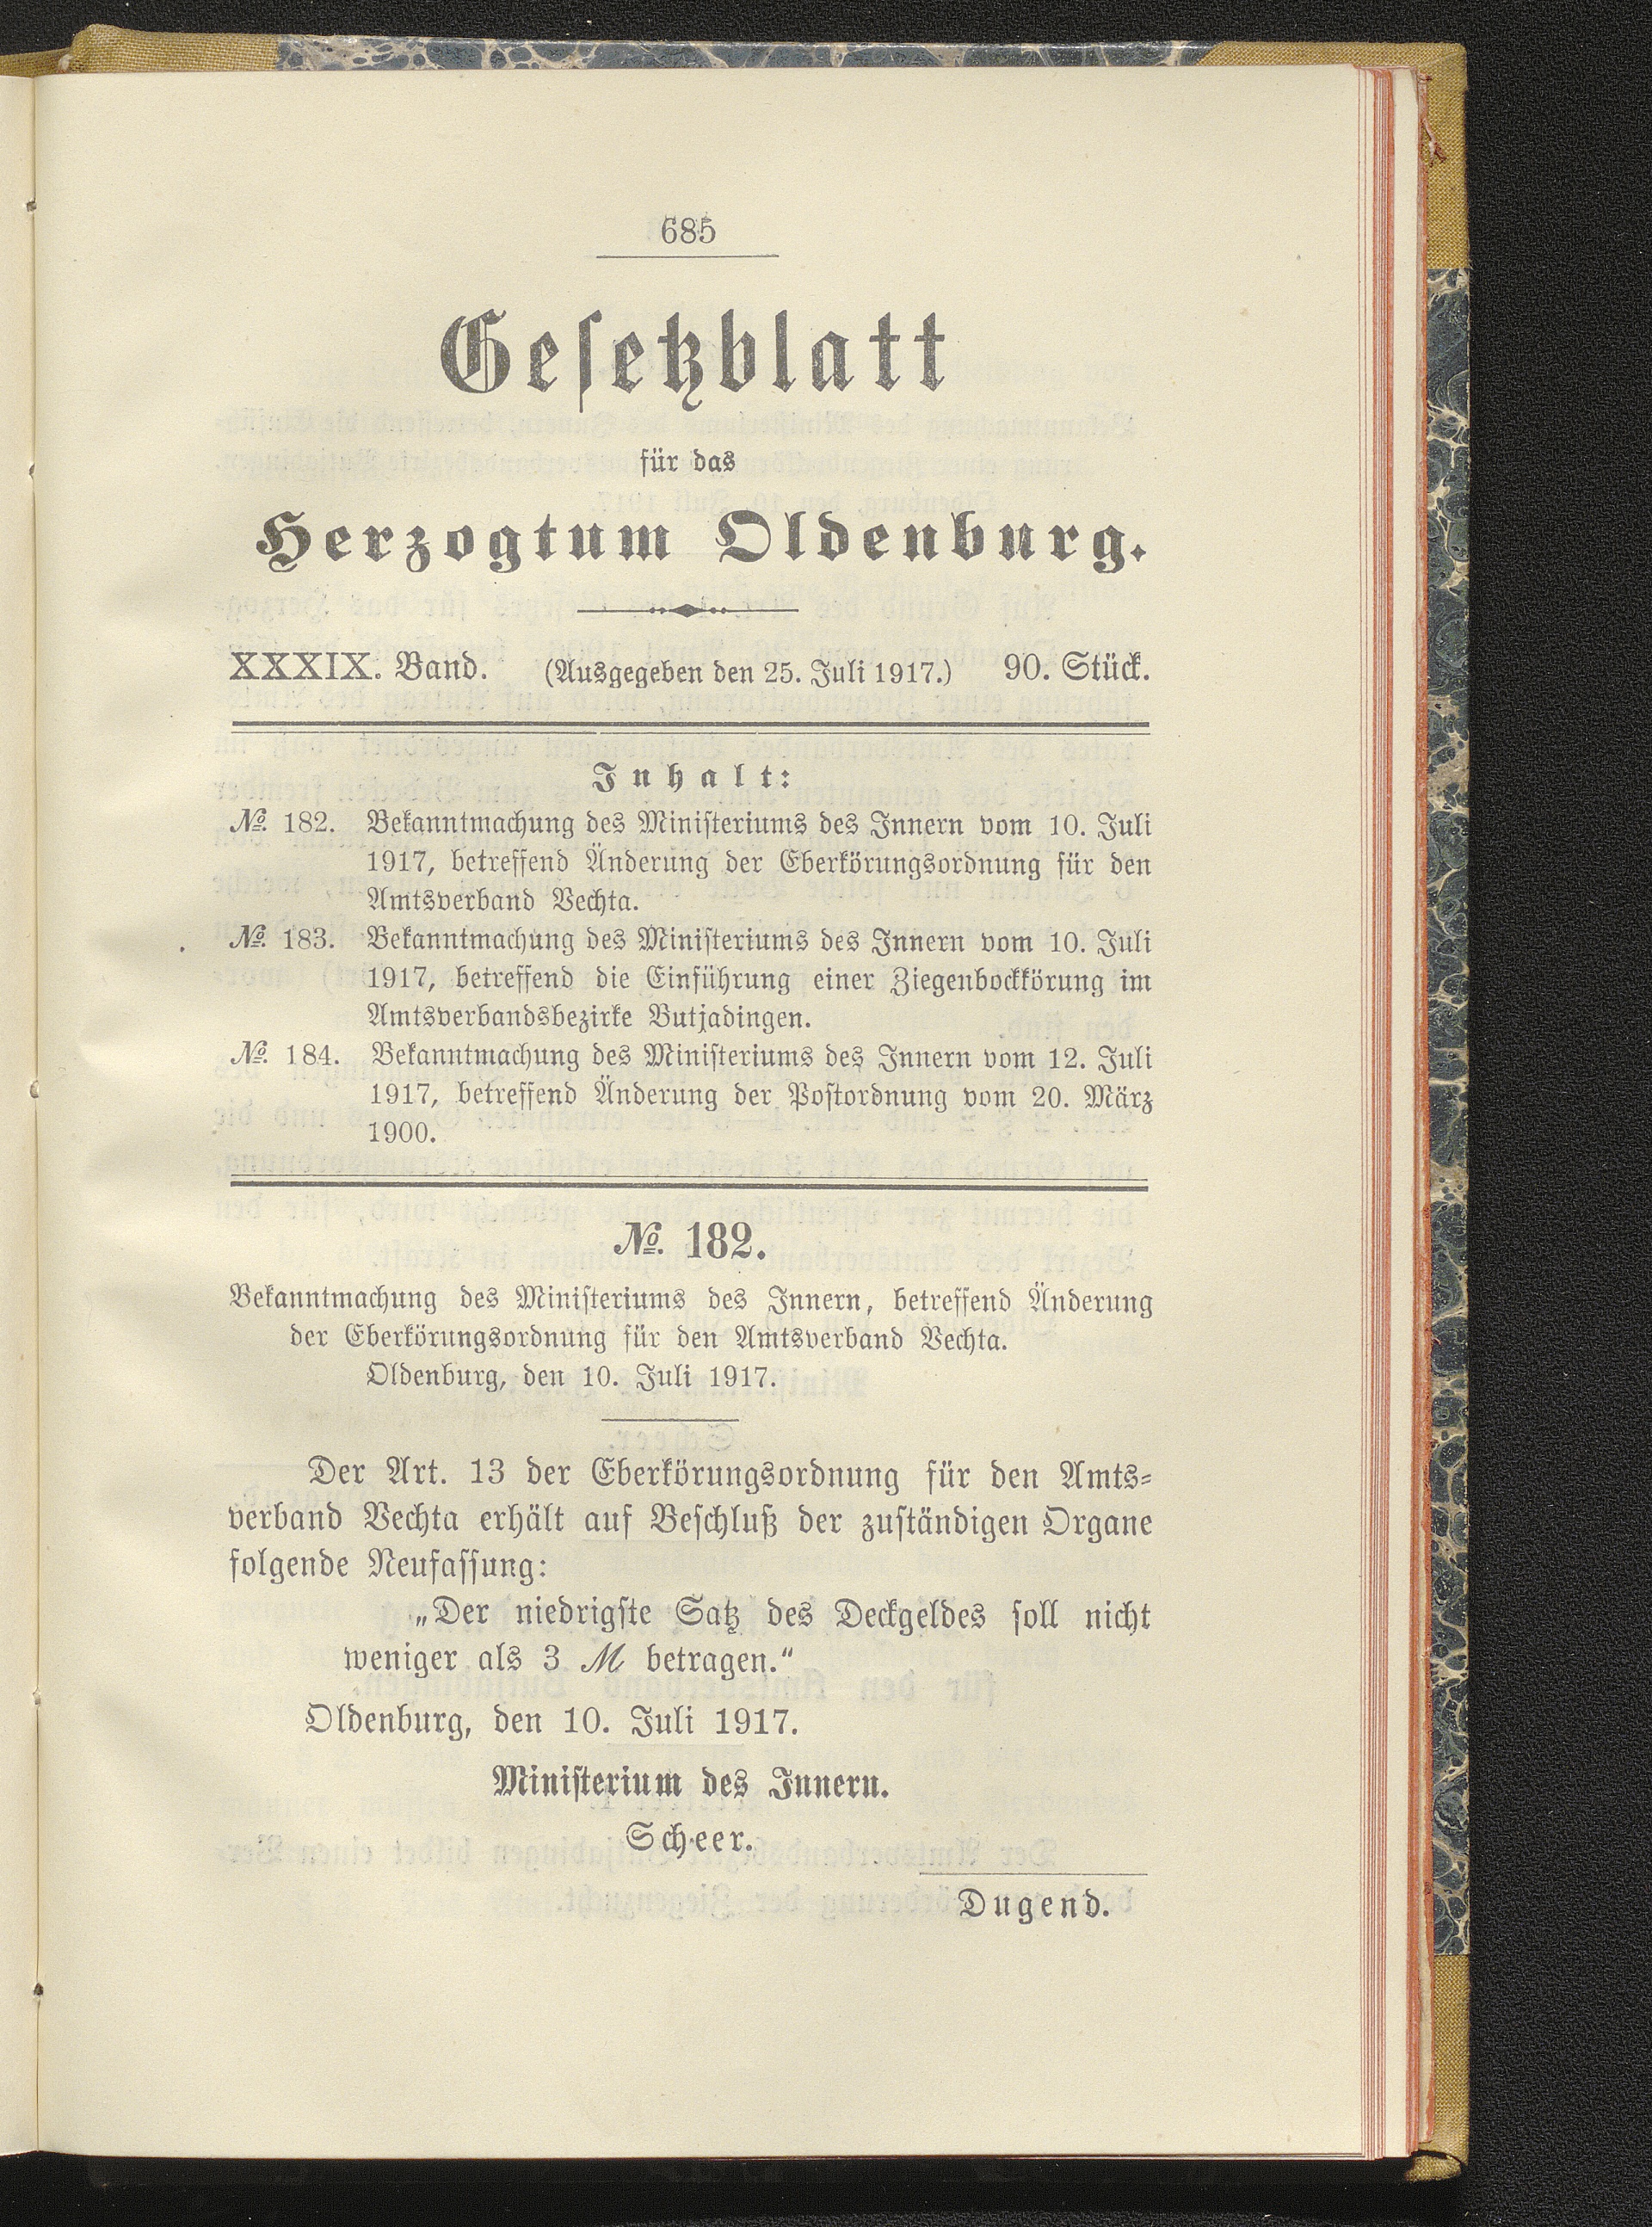 685
Gesetzblatt
für das
Herzogtum Oldenburg.
XXXIX. Band. (Ausgegeben den 25. Juli 1917.) 90. Stück.
Inhalt:
№. 182. Bekanntmachung des Ministeriums des Innern vom 10. Juli
1917, betreffend Änderung der Eberkörungsordnung für den
Amtsverband Vechta.
№. 183. Bekanntmachung des Ministeriums des Innern vom 10. Juli
1917, betreffend die Einführung einer Ziegenbockkörung im
Amtsverbandsbezirke Butjadingen.
№. 184. Bekanntmachung des Ministeriums des Innern vom 12. Juli
1917, betreffend Änderung der Postordnung vom 20. März
1900.
№. 182.
Bekanntmachung des Ministeriums des Innern, betreffend Änderung
der Eberkörungsordnung für den Amtsverband Vechta.
Oldenburg, den 10. Juli 1917.
Der Art. 13 der Eberkörungsordnung für den Amts-
verband Vechta erhält auf Beschluß der zuständigen Organe
folgende Neufassung:
„Der niedrigste Satz des Deckgeldes soll nicht
weniger als 3 ℳ betragen.“
Oldenburg, den 10. Juli 1917.
Ministerium des Innern.
Scheer.
Dugend.